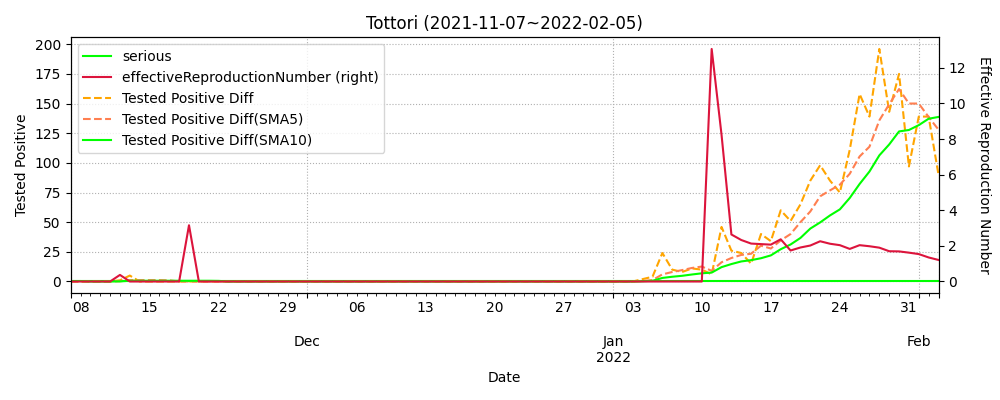 Tottori (2021-11-07~2022-02-05)
serious
effectiveReproductionNumber (right)
Tested Positive Diff
Tested Positive Diff(SMA5)
Tested Positive Diff(SMA10)
Tested Positive
200
175
150
125
100
75
50
25
0
12
10
8
6
4
2
0
Effective Reproduction Number
08 15 22 29 06 13 20 27 03 10 17 24 31
Dec Jan Feb
2022
Date